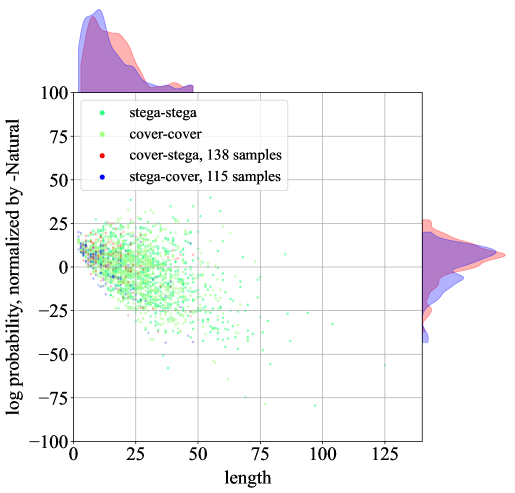 stega-stega
cover-cover
cover-stega, 138 samples
stega-cover, 115 samples
log probability, normalized by -Natural
100
75
50
25
0
−25
−50
−75
−100
0 25 50 75 100 125
length